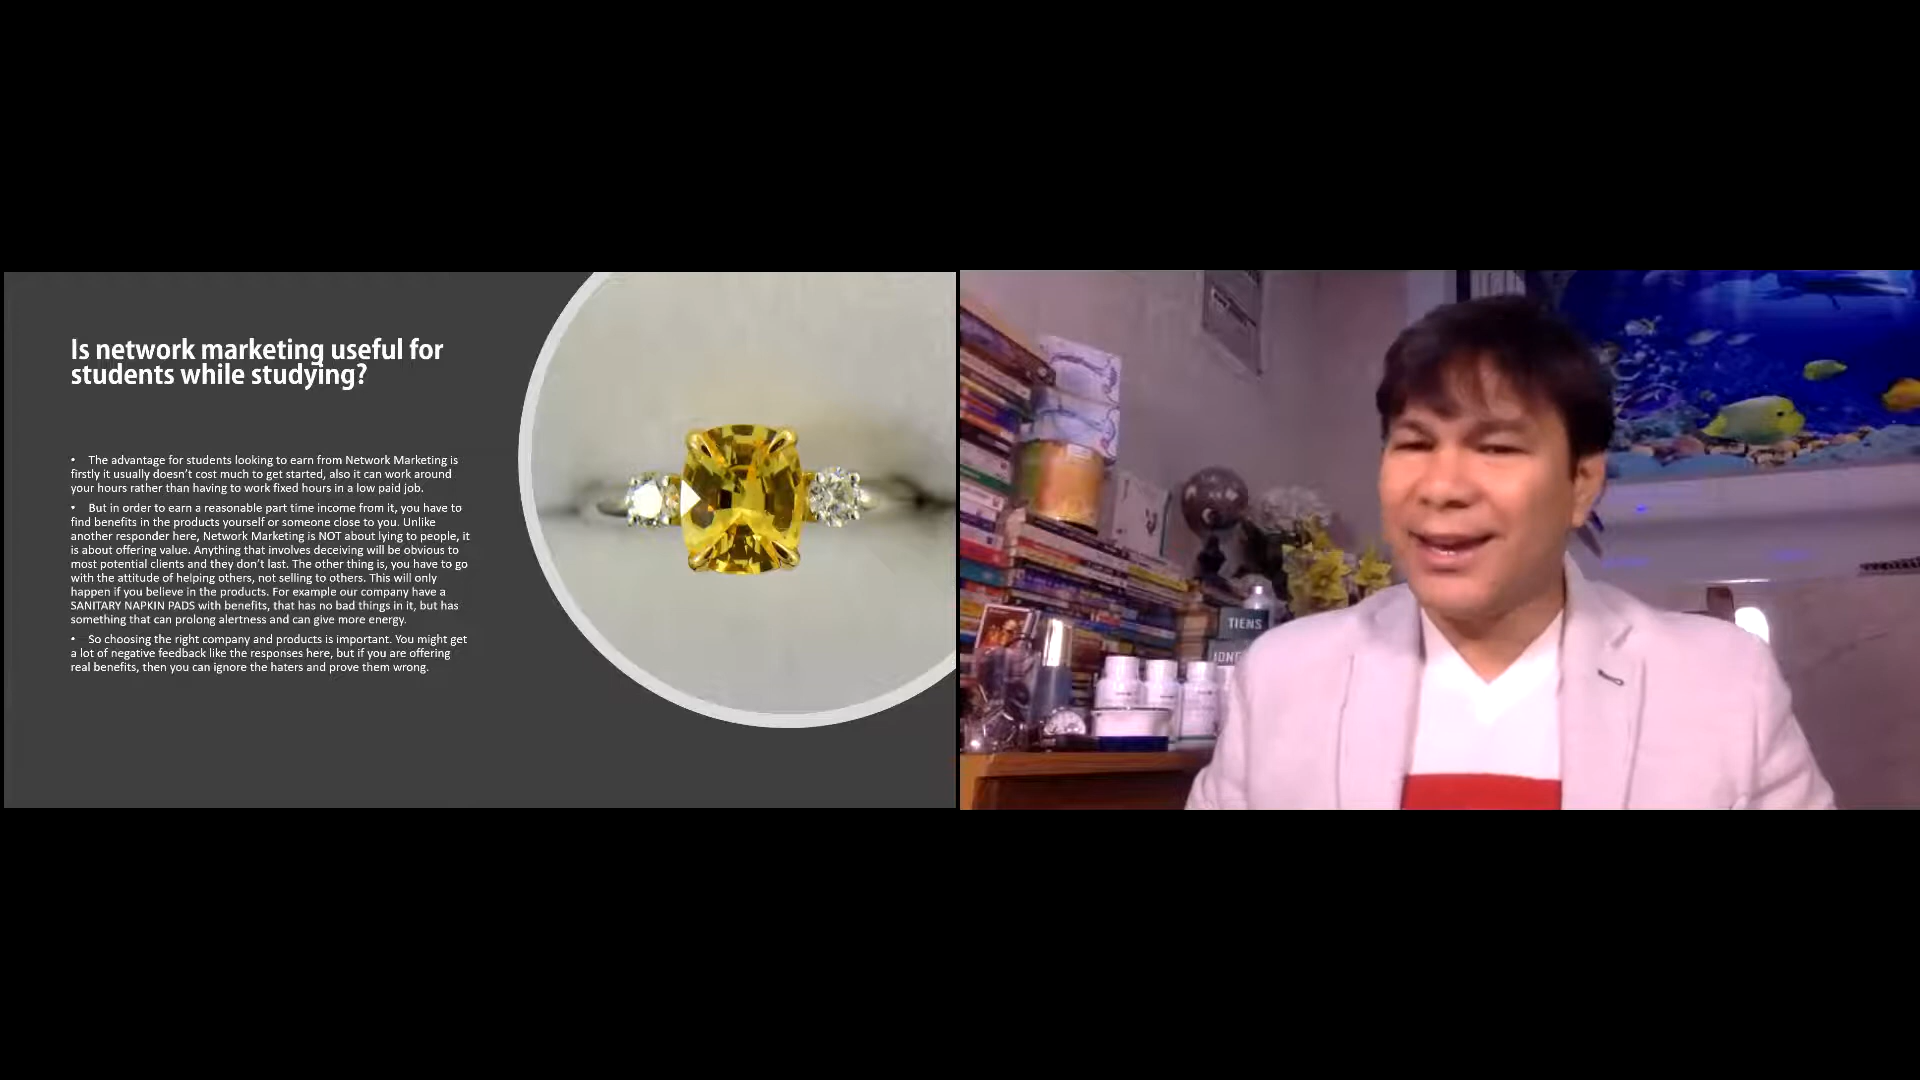 Is network marketing useful for
students while studying?
• The advantage for students looking to earn from Network Marketing is
firstly it usually doesn't cost much to get started, also it can work around
your hours rather than having to work fixed hours in a low paid job.
• But in order to earn a reasonable part time income from it, you have to
find benefits in the products yourself or someone close to you. Unlike
another responder here, Network Marketing is NOT about lying to people, it
is about offering value. Anything that involves deceiving will be obvious to
most potential clients and they don't last. The other thing is, you have to go
with the attitude of helping others, not selling to others. This will only
happen if you believe in the products. For example our company have a
SANITARY NAPKIN PADS with benefits, that has no bad things in it, but has
something that can prolong alertness and can give more energy.
• So choosing the right company and products is important. You might get
a lot of negative feedback like the responses here, but if you are offering
real benefits, then you can ignore the haters and prove them wrong.
TIENS